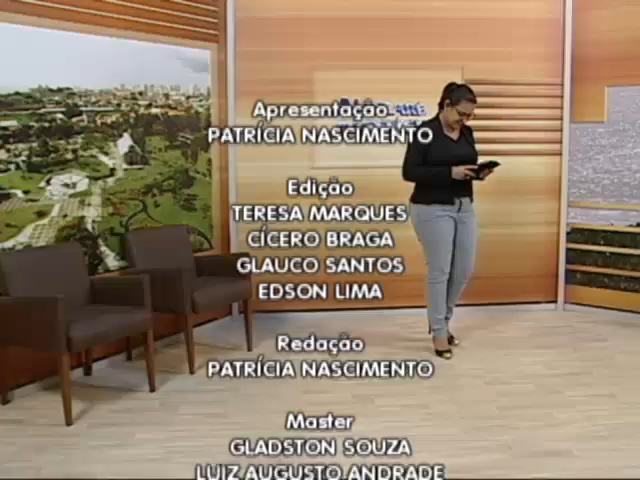 Apresentação
PATRÍCIA NASCIMENTO
Edição
TERESA MARQUES
CÍCERO BRAGA
GLAUCO SANTOS
EDSON LIMA
Redação
PATRÍCIA NASCIMENTO
Master
GLADSTON SOUZA
LUIZ AUGUSTO ANDRADE